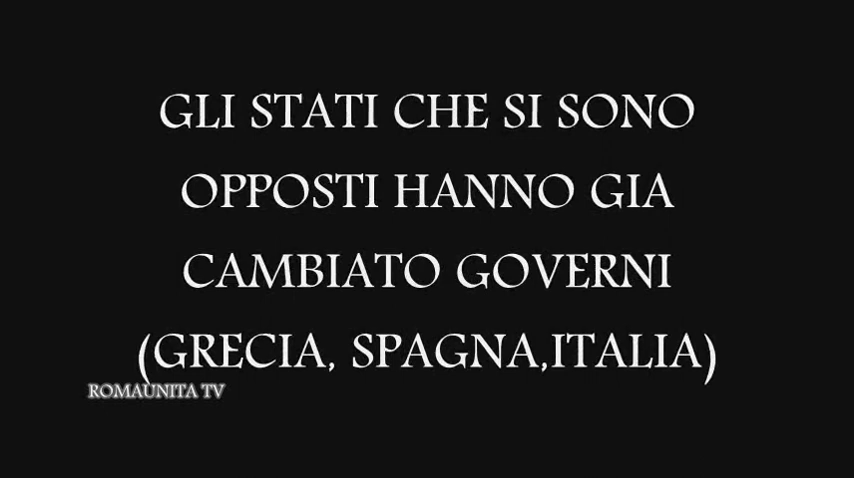 GLI STATI CHE SI SONO
OPPOSTI HANNO GIA
CAMBIATO GOVERNI
(GRECIA, SPAGNA,ITALIA)
ROMAUNITA TV